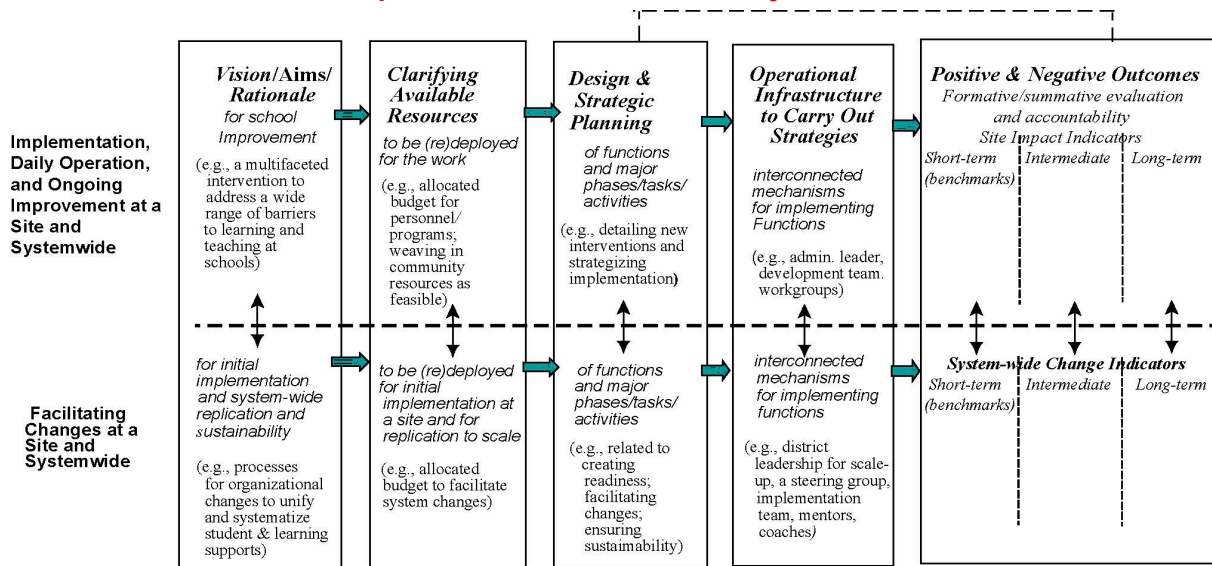 Implementation,
Daily Operation,
and Ongoing
Improvement at a
Site and
Systemwide
Vision/Aims/
Rationale
for school
Improvement
(e.g., a multifaceted
intervention to
address a wide
range of barriers
to learning and
teaching at
schools)
Clarifying
Available
Resources
to be (re)deployed
for the work
(e.g., allocated
budget for
personnel/
programs;
weaving in
community
resources as
feasible)
Design &
Strategic
Planning
of functions
and major
phases/tasks/
activities
(e.g., detailing new
interventions and
strategizing
implementation)
Operational
Infrastructure
to Carry Out
Strategies
interconnected
mechanisms
for implementing
Functions
(e.g., admin. leader,
development team.
workgroups)
Positive & Negative Outcomes
Formative/summative evaluation
and accountability
Site Impact Indicators
Short-term Intermediate Long-term
(benchmarks)
Facilitating
Changes at a
Site and
Systemwide
for initial
implementation
and system-wide
replication and
sustainability
(e.g., processes
for organizational
changes to unify
and systematize
student & learning
supports)
to be (re)deployed
for initial
implementation at
a site and for
replication to scale
(e.g., allocated
budget to facilitate
system changes)
of functions
and major
phases/tasks/
activities
(e.g., related to
creating
readiness;
facilitating
changes;
ensuring
sustaimability)
interconnected
mechanisms
for implementing
functions
(e.g., district
leadership for scale-
up, a steering group,
implementation
team, mentors,
coaches)
System-wide Change Indicators
Short-term Intermediate Long-term
(benchmarks)